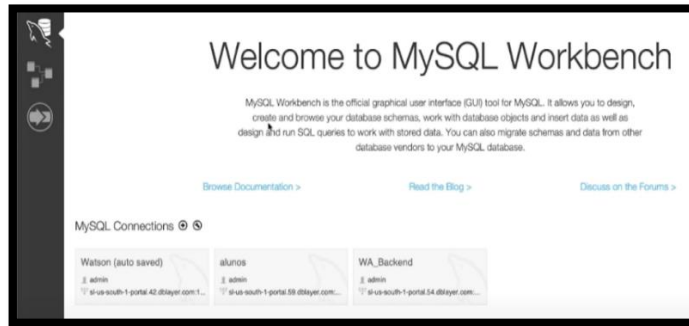 Welcome to MySQL Workbench
MySQL Workbench is the official graphical user interface (GUI) tool for MySQL. It allows you to design,
create and browse your database schemas, work with database objects and insert data as well as
design and run SQL queries to work with stored data. You can also migrate schemas and data from other
database vendors to your MySQL database.
Browse Documentation >
Read the Blog >
Discuss on the Forums >
MySQL Connections
Watson (auto saved)
admin
sl-us-south-1-portal.42.dblayer.com:1...
alunos
admin
sl-us-south-1-portal.59.dblayer.com:...
WA_Backend
admin
sl-us-south-1-portal.54.dblayer.com:...